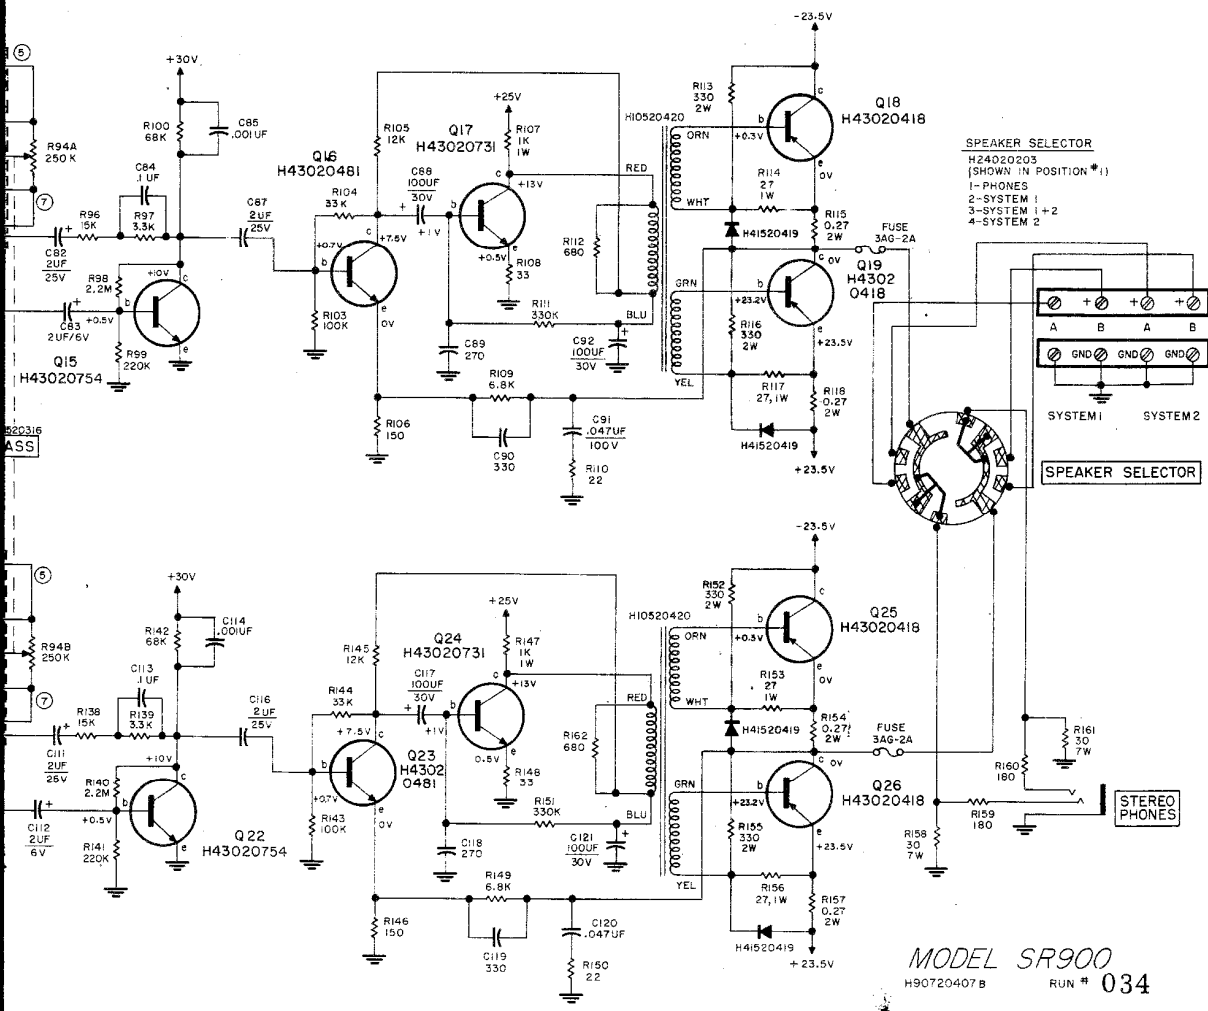 -23.5V
5
+30V
R100
68K
C85
.001UF
R94A
250K
C84
.1UF
7
R96
15K
R97
3.3K
C82
2UF
25V
R98
2.2M
+10V
c
b
e
+0.5V
C83
2UF/6V
R99
220K
Q15
H43020754
C87
2UF
25V
Q16
H43020481
R105
12K
R104
33K
+0.7V
+7.5V
c
b
e
0V
R103
100K
R106
150
C88
100UF
30V
+1V
Q17
H43020731
+25V
R107
1K
1W
+13V
c
b
e
+0.5V
R108
33
R111
330K
C89
270
R109
6.8K
C90
330
C91
.047UF
100V
R110
22
C92
100UF
30V
R112
680
H10520420
RED
BLU
ORN
WHT
GRN
YEL
R113
330
2W
Q18
H43020418
c
b
e
+0.3V
0V
R114
27
1W
R115
0.27
2W
H41520419
FUSE
3AG-2A
Q19
H4302
0418
c
0V
b
e
+23.2V
+23.5V
R116
330
2W
R117
27,1W
R118
0.27
2W
H41520419
+23.5V
SPEAKER SELECTOR
H24020203
(SHOWN IN POSITION #1)
1-PHONES
2-SYSTEM 1
3-SYSTEM 1+2
4-SYSTEM 2
+ + +
A B A B
GND GND GND
SYSTEM 1 SYSTEM 2
SPEAKER SELECTOR
520316
ASS
-23.5V
5
+30V
R142
68K
C114
.001UF
R94B
250K
C113
.1UF
7
R138
15K
R139
3.3K
C111
2UF
25V
R140
2.2M
+10V
c
b
e
+0.5V
C112
2UF
6V
R141
220K
Q22
H43020754
C116
2UF
25V
R145
12K
R144
33K
+7.5V
c
b
e
+0.7V
0V
Q23
H4302
0481
R143
100K
R146
150
C117
100UF
30V
+1V
Q24
H43020731
+25V
R147
1K
1W
+13V
c
b
e
0.5V
R148
33
R151
330K
C118
270
R149
6.8K
C119
330
C120
.047UF
R150
22
C121
100UF
30V
R162
680
H10520420
RED
BLU
ORN
WHT
GRN
YEL
R152
330
2W
Q25
H43020418
c
b
e
+0.3V
0V
R153
27
1W
R154
0.27
2W
H41520419
FUSE
3AG-2A
Q26
H43020418
c
0V
b
e
+23.2V
+23.5V
R155
330
2W
R156
27,1W
R157
0.27
2W
H41520419
+23.5V
R161
30
7W
R160
180
R159
180
R158
30
7W
STEREO
PHONES
MODEL SR900
H90720407B RUN # 034